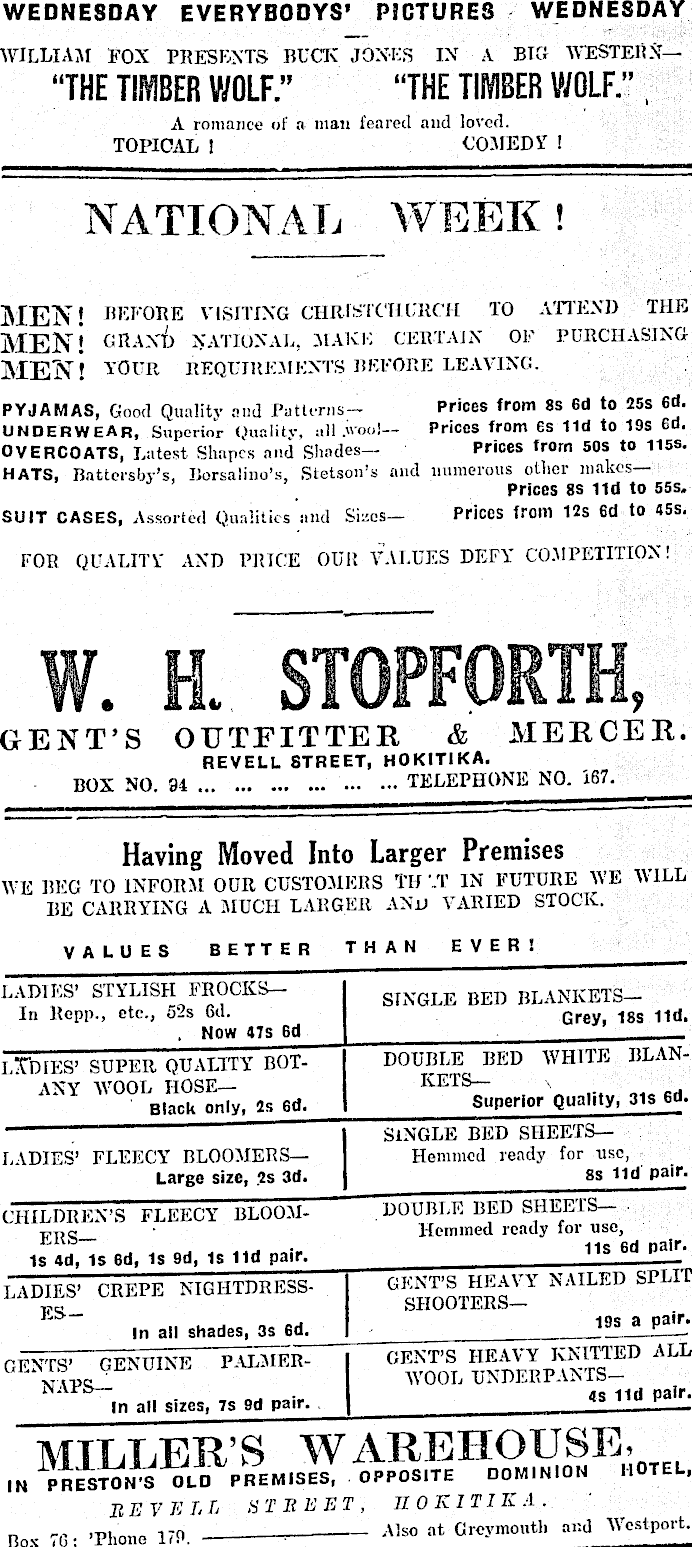 WEDNESDAY EVERYBODYS' PICTURES - WEDNESDAY
WILLIAM FOX PRESENTS BUCK JONES IN A BIG WESTERN—
"THE TIMBER WOLF." "THE TIMBER WOLF."
A romance of a man feared and loved.
TOPICAL ! COMEDY !
NATIONAL WEEK !
MEN! BEFORE VISITING CHRISTCHURCH TO ATTEND THE
MEN! GRAND NATIONAL, MAKE CERTAIN OF PURCHASING
MEN! YOUR REQUIREMENTS BEFORE LEAVING.
PYJAMAS, Good Quality and Patterns— Prices from 8s 6d to 25s 6d.
UNDERWEAR, Superior Quality, all wool— Prices from 6s 11d to 19s 6d.
OVERCOATS, Latest Shapes and Shades— Prices from 50s to 115s.
HATS, Battersby's, Borsalino's, Stetson's and numerous other makes—
Prices 8s 11d to 55s.
SUIT CASES, Assorted Qualities and Sizes— Prices from 12s 6d to 45s.
FOR QUALITY AND PRICE OUR VALUES DEFY COMPETITION!
W. H. STOPFORTH,
GENT'S OUTFITTER & MERCER.
REVELL STREET, HOKITIKA.
BOX NO. 94 ... ... ... ... ... ... TELEPHONE NO. 167.
Having Moved Into Larger Premises
WE BEG TO INFORM OUR CUSTOMERS TH'T IN FUTURE WE WILL
BE CARRYING A MUCH LARGER AND VARIED STOCK.
VALUES BETTER THAN EVER!
LADIES' STYLISH FROCKS—
In Repp., etc., 52s 6d.
Now 47s 6d
LADIES' SUPER QUALITY BOT-
ANY WOOL HOSE—
Black only, 2s 6d.
LADIES' FLEECY BLOOMERS—
Large size, 2s 3d.
CHILDREN'S FLEECY BLOOM-
ERS—
1s 4d, 1s 6d, 1s 9d, 1s 11d pair.
LADIES' CREPE NIGHTDRESS-
ES—
In all shades, 3s 6d.
GENTS' GENUINE PALMER-
NAPS—
In all sizes, 7s 9d pair.
SINGLE BED BLANKETS—
Grey, 18s 11d.
DOUBLE BED WHITE BLAN-
KETS—
Superior Quality, 31s 6d.
SINGLE BED SHEETS—
Hemmed ready for use,
8s 11d pair.
DOUBLE BED SHEETS—
Hemmed ready for use,
11s 6d pair.
GENT'S HEAVY NAILED SPLIT
SHOOTERS—
19s a pair.
GENT'S HEAVY KNITTED ALL
WOOL UNDERPANTS—
4s 11d pair.
MILLER'S WAREHOUSE,
IN PRESTON'S OLD PREMISES, OPPOSITE DOMINION HOTEL,
REVELL STREET, HOKITIKA.
Box 76; 'Phone 179. ——— Also at Greymouth and Westport.